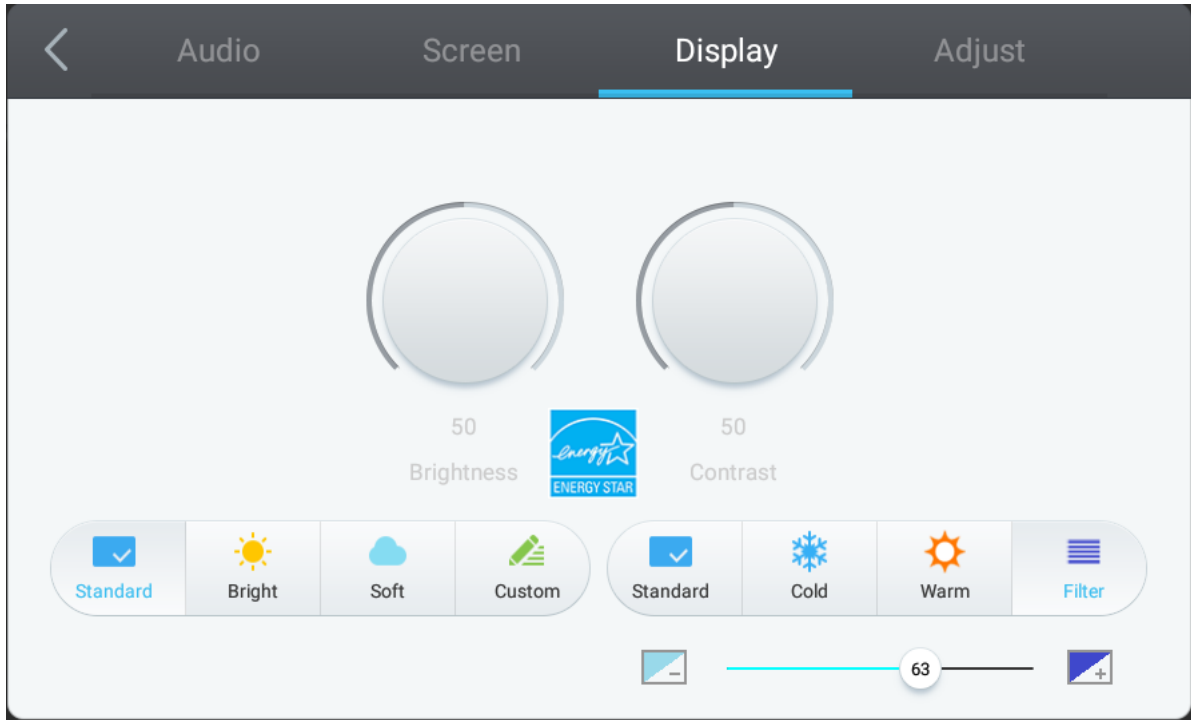 Audio Screen Display Adjust
50 50
Brightness Contrast
energy
ENERGY STAR
Standard Bright Soft Custom Standard Cold Warm Filter
63